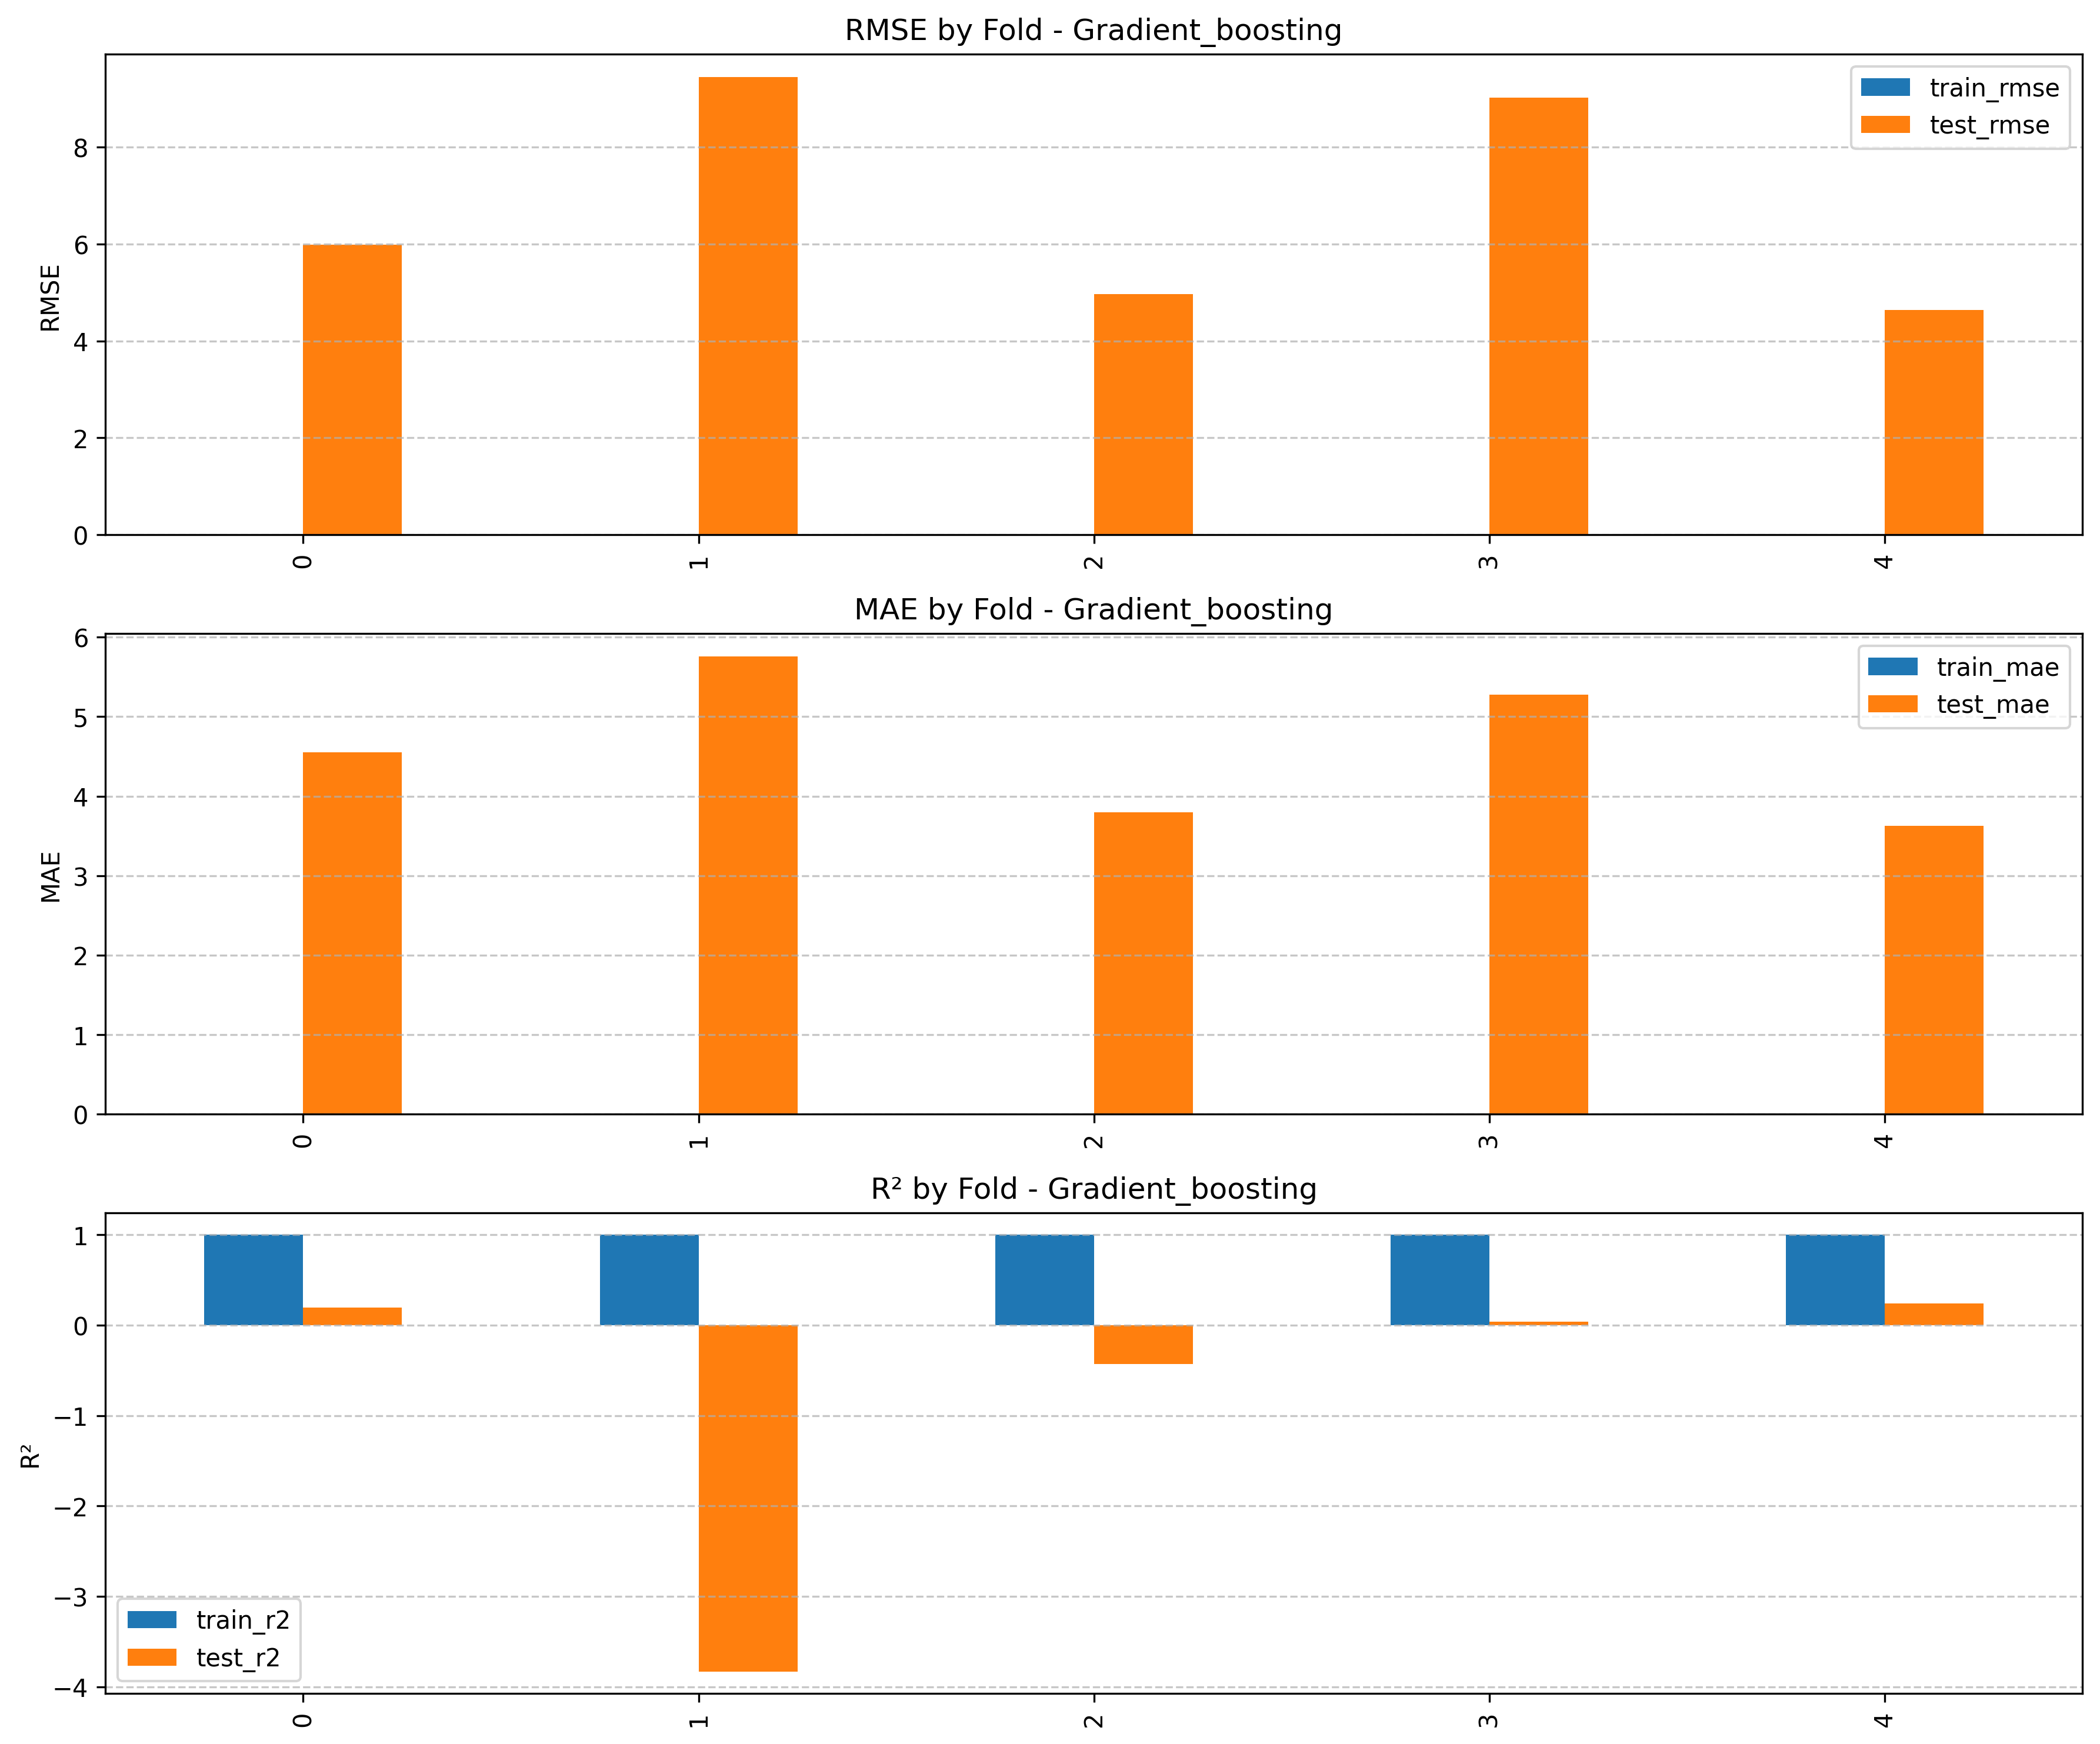 RMSE by Fold - Gradient_boosting
RMSE
8
6
4
2
0
train_rmse
test_rmse
0 1 2 3 4
MAE by Fold - Gradient_boosting
MAE
6
5
4
3
2
1
0
train_mae
test_mae
0 1 2 3 4
R² by Fold - Gradient_boosting
R²
1
0
−1
−2
−3
−4
train_r2
test_r2
0 1 2 3 4